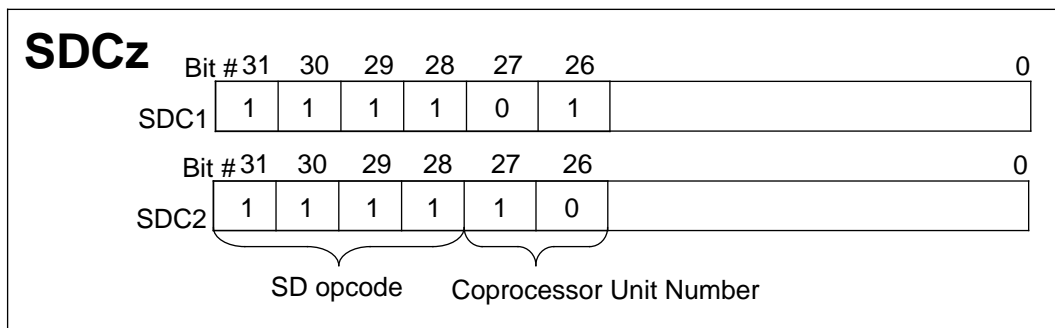 SDCz
Bit # 31 30 29 28 27 26 0
SDC1 1 1 1 1 0 1
Bit # 31 30 29 28 27 26 0
SDC2 1 1 1 1 1 0
SD opcode Coprocessor Unit Number